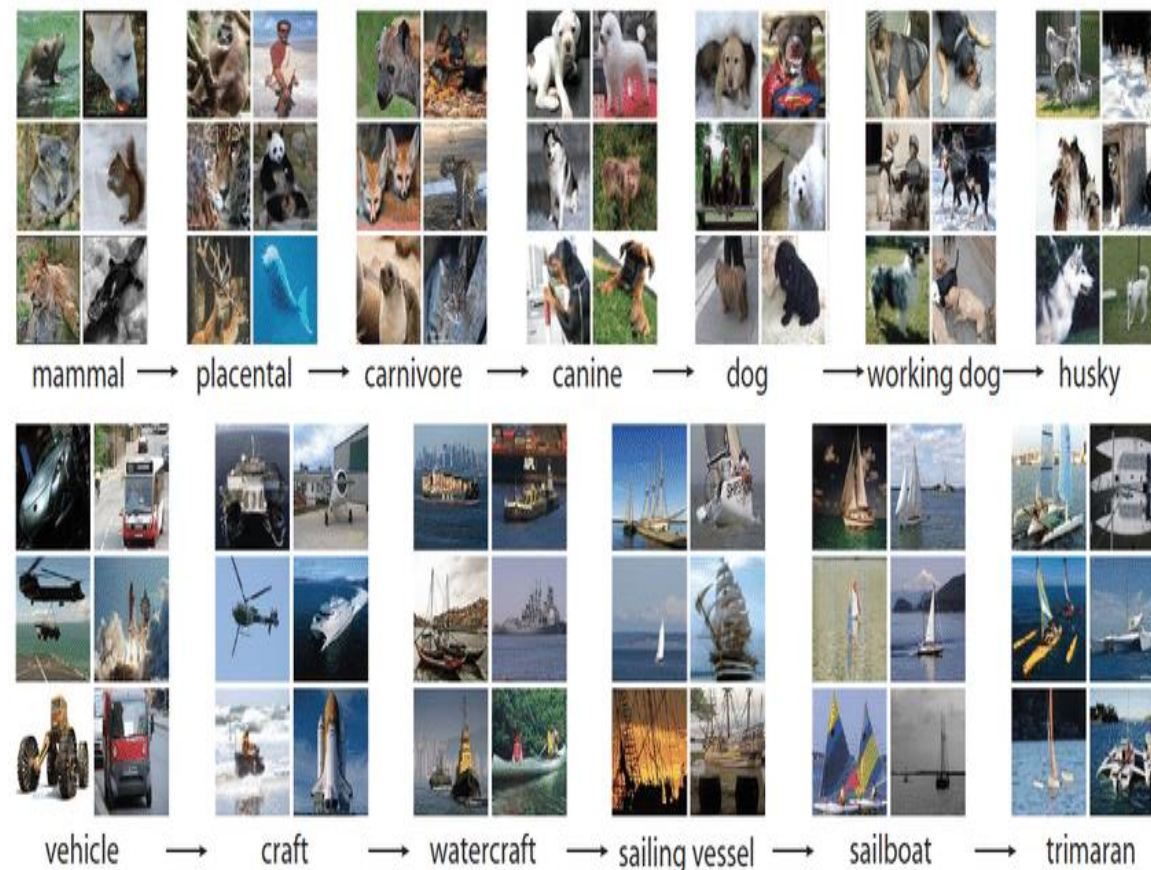 mammal → placental → carnivore → canine → dog → working dog → husky
vehicle → craft → watercraft → sailing vessel → sailboat → trimaran